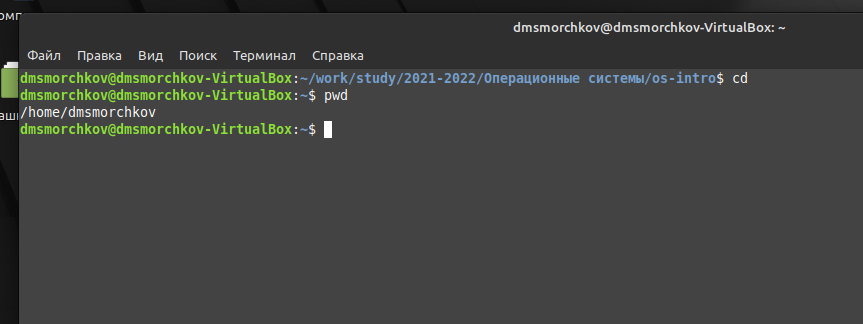 dmsmorchkov@dmsmorchkov-VirtualBox: ~
Файл Правка Вид Поиск Терминал Справка
dmsmorchkov@dmsmorchkov-VirtualBox:~/work/study/2021-2022/Операционные системы/os-intro$ cd
dmsmorchkov@dmsmorchkov-VirtualBox:~$ pwd
/home/dmsmorchkov
dmsmorchkov@dmsmorchkov-VirtualBox:~$